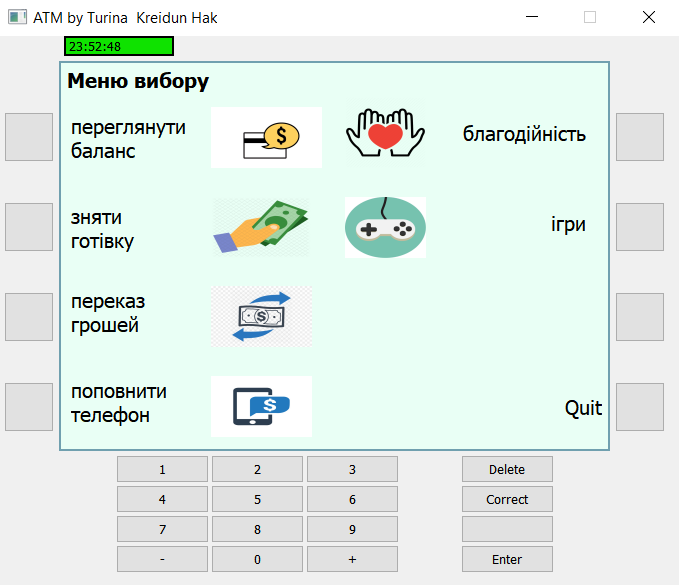 ATM by Turina Kreidun Hak
23:52:48
Меню вибору
переглянути
баланс
$
благодійність
зняти
готівку
ігри
переказ
грошей
$
поповнити
телефон
$
Quit
1 2 3 Delete
4 5 6 Correct
7 8 9
- 0 + Enter